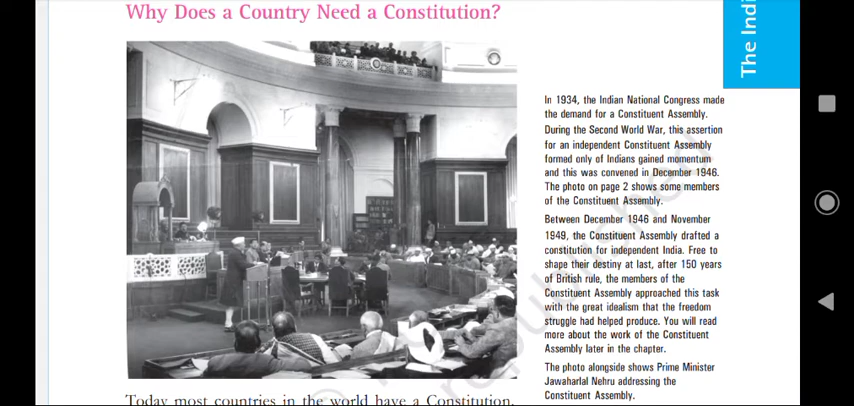 Why Does a Country Need a Constitution?
The Indi
In 1934, the Indian National Congress made
the demand for a Constituent Assembly.
During the Second World War, this assertion
for an independent Constituent Assembly
formed only of Indians gained momentum
and this was convened in December 1946.
The photo on page 2 shows some members
of the Constituent Assembly.
Between December 1946 and November
1949, the Constituent Assembly drafted a
constitution for independent India. Free to
shape their destiny at last, after 150 years
of British rule, the members of the
Constituent Assembly approached this task
with the great idealism that the freedom
struggle had helped produce. You will read
more about the work of the Constituent
Assembly later in the chapter.
The photo alongside shows Prime Minister
Jawaharlal Nehru addressing the
Constituent Assembly.
Today most countries in the world have a Constitution.
republished